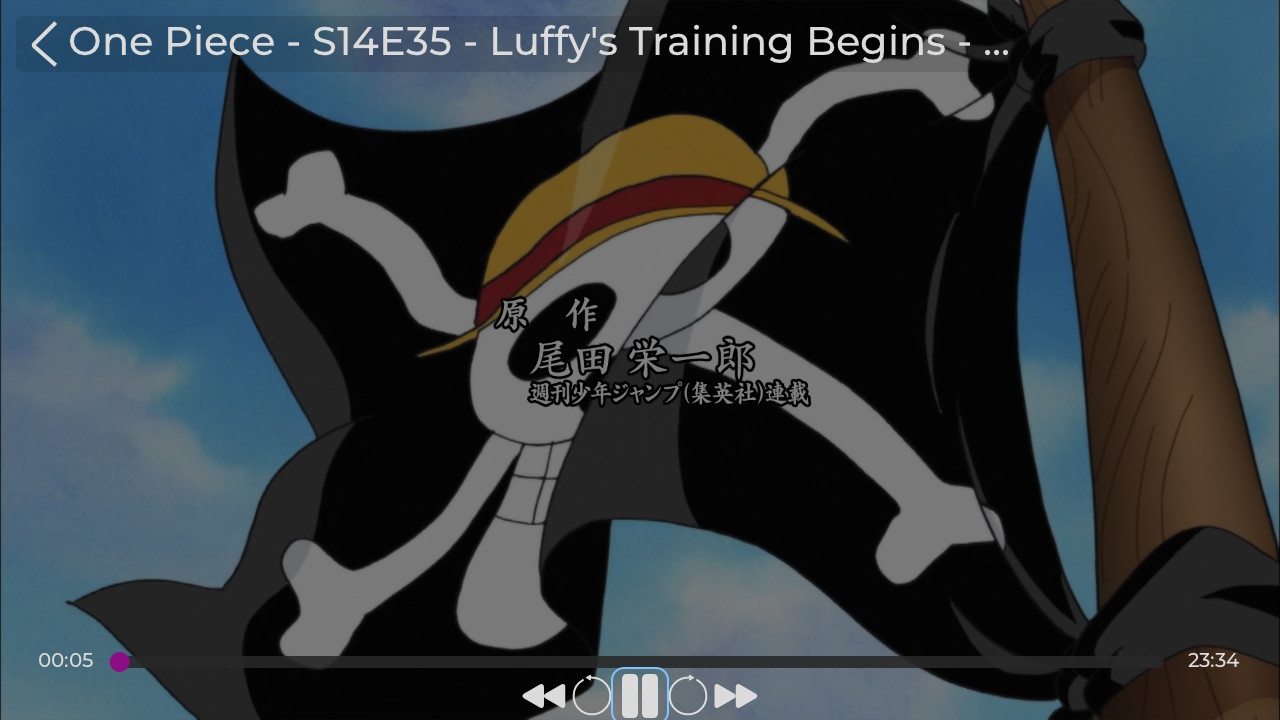 One Piece - S14E35 - Luffy's Training Begins - ...
原 作
尾田 栄一郎
週刊少年ジャンプ(集英社)連載
00:05
23:34